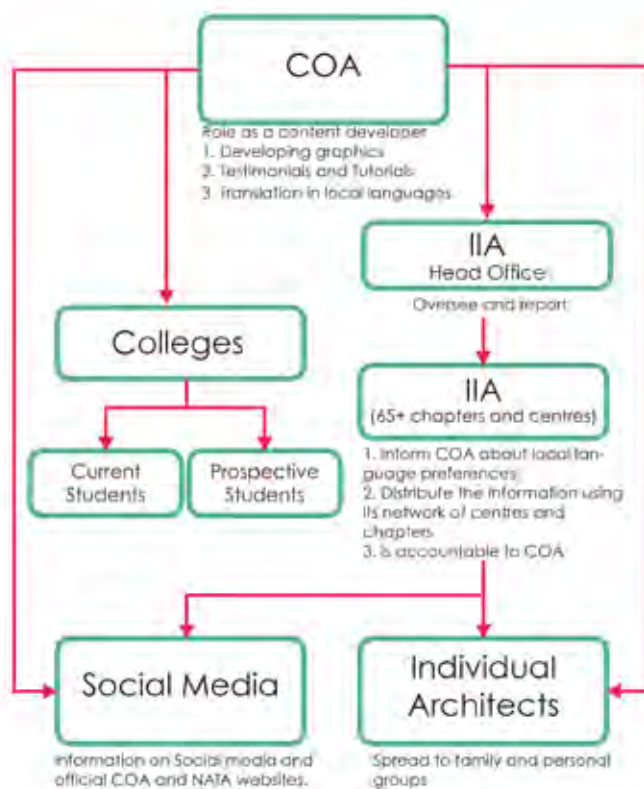 COA
Role as a content developer
1. Developing graphics
2. Testimonials and Tutorials
3. Translation in local languages
IIA
Head Office
Oversee and report
Colleges
IIA
(65+ chapters and centres)
Current
Students
Prospective
Students
1. Inform COA about local lan-
guage preferences
2. Distribute the information using
its network of centres and
chapters
3. Is accountable to COA
Social Media
Information on Social media and
official COA and NATA websites.
Individual
Architects
Spread to family and personal
groups